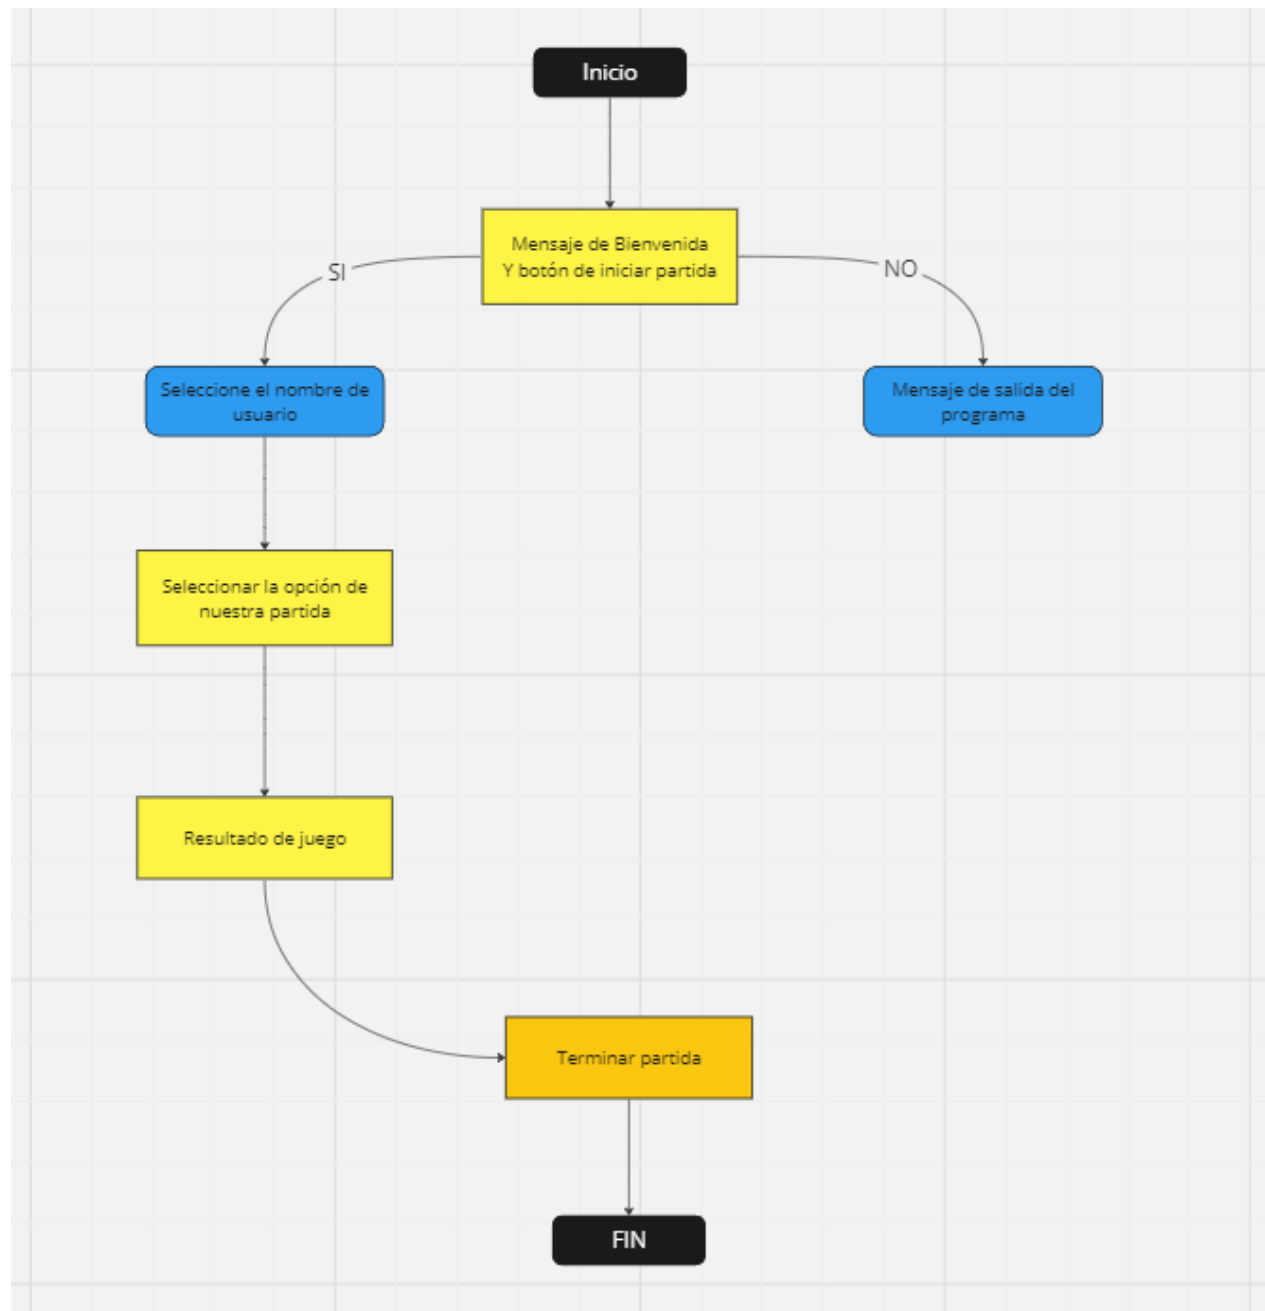 Inicio
Mensaje de Bienvenida
Y botón de iniciar partida
SI
NO
Seleccione el nombre de
usuario
Mensaje de salida del
programa
Seleccionar la opción de
nuestra partida
Resultado de juego
Terminar partida
FIN